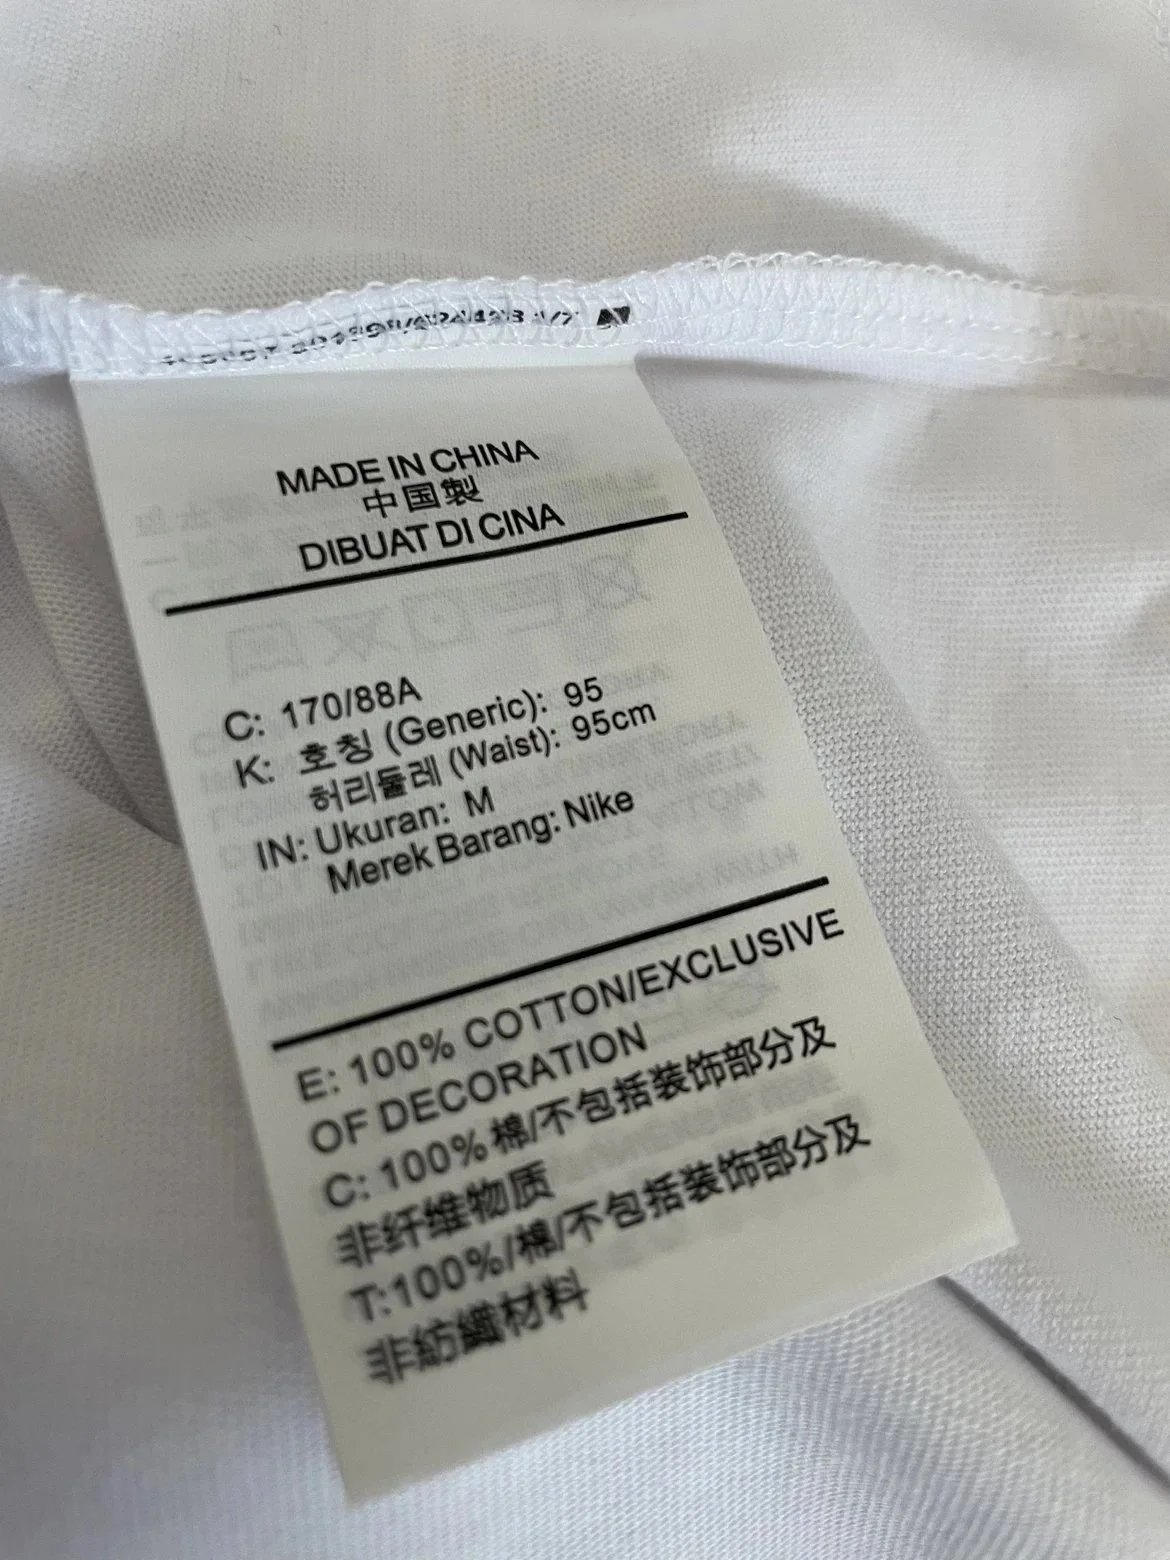 MADE IN CHINA
中国製
DIBUAT DI CINA
C: 170/88A
K: 호칭 (Generic): 95
허리둘레 (Waist): 95cm
IN: Ukuran: M
Merek Barang: Nike
E: 100% COTTON/EXCLUSIVE
OF DECORATION
C: 100% 棉/不包括装饰部分及
非纤维物质
T:100%/棉/不包括装饰部分及
非紡織材料